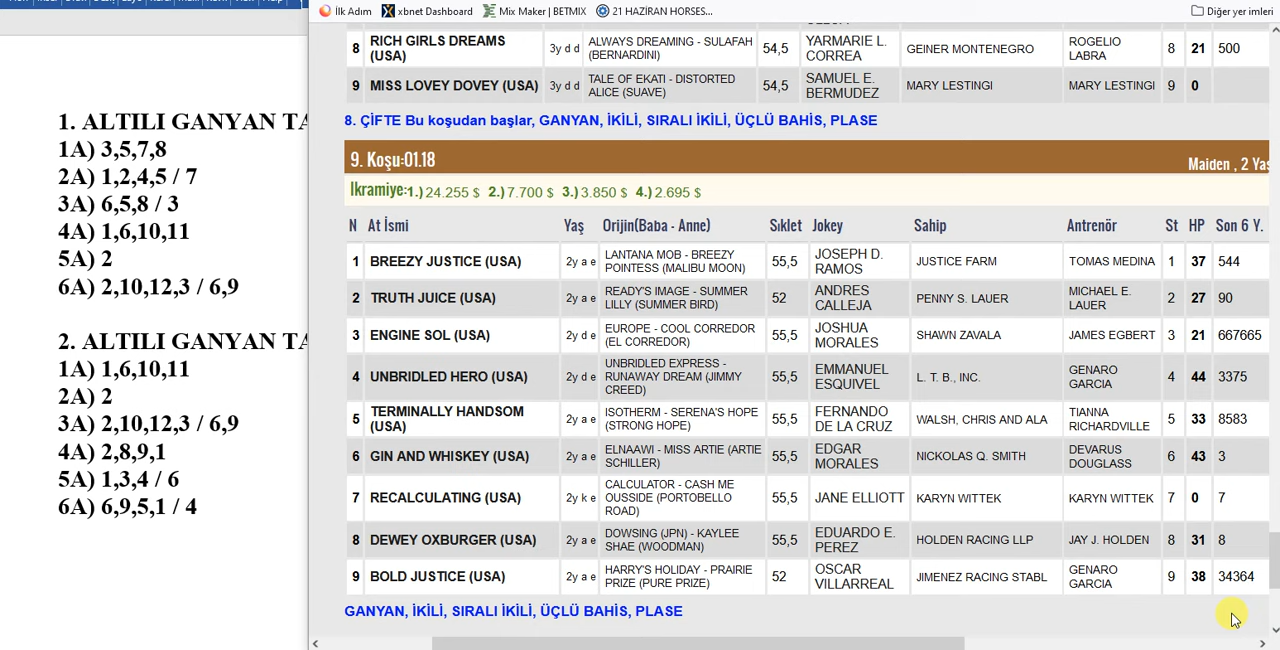 İlk Adım xbnet Dashboard Mix Maker | BETMIX 21 HAZIRAN HORSES... Diğer yer imleri
1. ALTILI GANYAN TA
1A) 3,5,7,8
2A) 1,2,4,5 / 7
3A) 6,5,8 / 3
4A) 1,6,10,11
5A) 2
6A) 2,10,12,3 / 6,9
2. ALTILI GANYAN TA
1A) 1,6,10,11
2A) 2
3A) 2,10,12,3 / 6,9
4A) 2,8,9,1
5A) 1,3,4 / 6
6A) 6,9,5,1 / 4
8 RICH GIRLS DREAMS (USA) 3y d d ALWAYS DREAMING - SULAFAH (BERNARDINI) 54,5 YARMARIE L. CORREA GEINER MONTENEGRO ROGELIO LABRA 8 21 500
9 MISS LOVEY DOVEY (USA) 3y d d TALE OF EKATI - DISTORTED ALICE (SUAVE) 54,5 SAMUEL E. BERMUDEZ MARY LESTINGI MARY LESTINGI 9 0
8. ÇİFTE Bu koşudan başlar, GANYAN, İKİLİ, SIRALI İKİLİ, ÜÇLÜ BAHİS, PLASE
9. Koşu:01.18 Maiden , 2 Yaş
İkramiye:1.) 24.255 $ 2.) 7.700 $ 3.) 3.850 $ 4.) 2.695 $
N At İsmi Yaş Orijin(Baba - Anne) Sıklet Jokey Sahip Antrenör St HP Son 6 Y.
1 BREEZY JUSTICE (USA) 2y a e LANTANA MOB - BREEZY POINTESS (MALIBU MOON) 55,5 JOSEPH D. RAMOS JUSTICE FARM TOMAS MEDINA 1 37 544
2 TRUTH JUICE (USA) 2y a e READY'S IMAGE - SUMMER LILLY (SUMMER BIRD) 52 ANDRES CALLEJA PENNY S. LAUER MICHAEL E. LAUER 2 27 90
3 ENGINE SOL (USA) 2y d e EUROPE - COOL CORREDOR (EL CORREDOR) 55,5 JOSHUA MORALES SHAWN ZAVALA JAMES EGBERT 3 21 667665
4 UNBRIDLED HERO (USA) 2y d e UNBRIDLED EXPRESS - RUNAWAY DREAM (JIMMY CREED) 55,5 EMMANUEL ESQUIVEL L. T. B., INC. GENARO GARCIA 4 44 3375
5 TERMINALLY HANDSOM (USA) 2y a e ISOTHERM - SERENA'S HOPE (STRONG HOPE) 55,5 FERNANDO DE LA CRUZ WALSH, CHRIS AND ALA TIANNA RICHARDVILLE 5 33 8583
6 GIN AND WHISKEY (USA) 2y a e ELNAAWI - MISS ARTIE (ARTIE SCHILLER) 55,5 EDGAR MORALES NICKOLAS Q. SMITH DEVARUS DOUGLASS 6 43 3
7 RECALCULATING (USA) 2y k e CALCULATOR - CASH ME OUSSIDE (PORTOBELLO ROAD) 55,5 JANE ELLIOTT KARYN WITTEK KARYN WITTEK 7 0 7
8 DEWEY OXBURGER (USA) 2y a e DOWSING (JPN) - KAYLEE SHAE (WOODMAN) 55,5 EDUARDO E. PEREZ HOLDEN RACING LLP JAY J. HOLDEN 8 31 8
9 BOLD JUSTICE (USA) 2y a e HARRY'S HOLIDAY - PRAIRIE PRIZE (PURE PRIZE) 52 OSCAR VILLARREAL JIMENEZ RACING STABL GENARO GARCIA 9 38 34364
GANYAN, İKİLİ, SIRALI İKİLİ, ÜÇLÜ BAHİS, PLASE